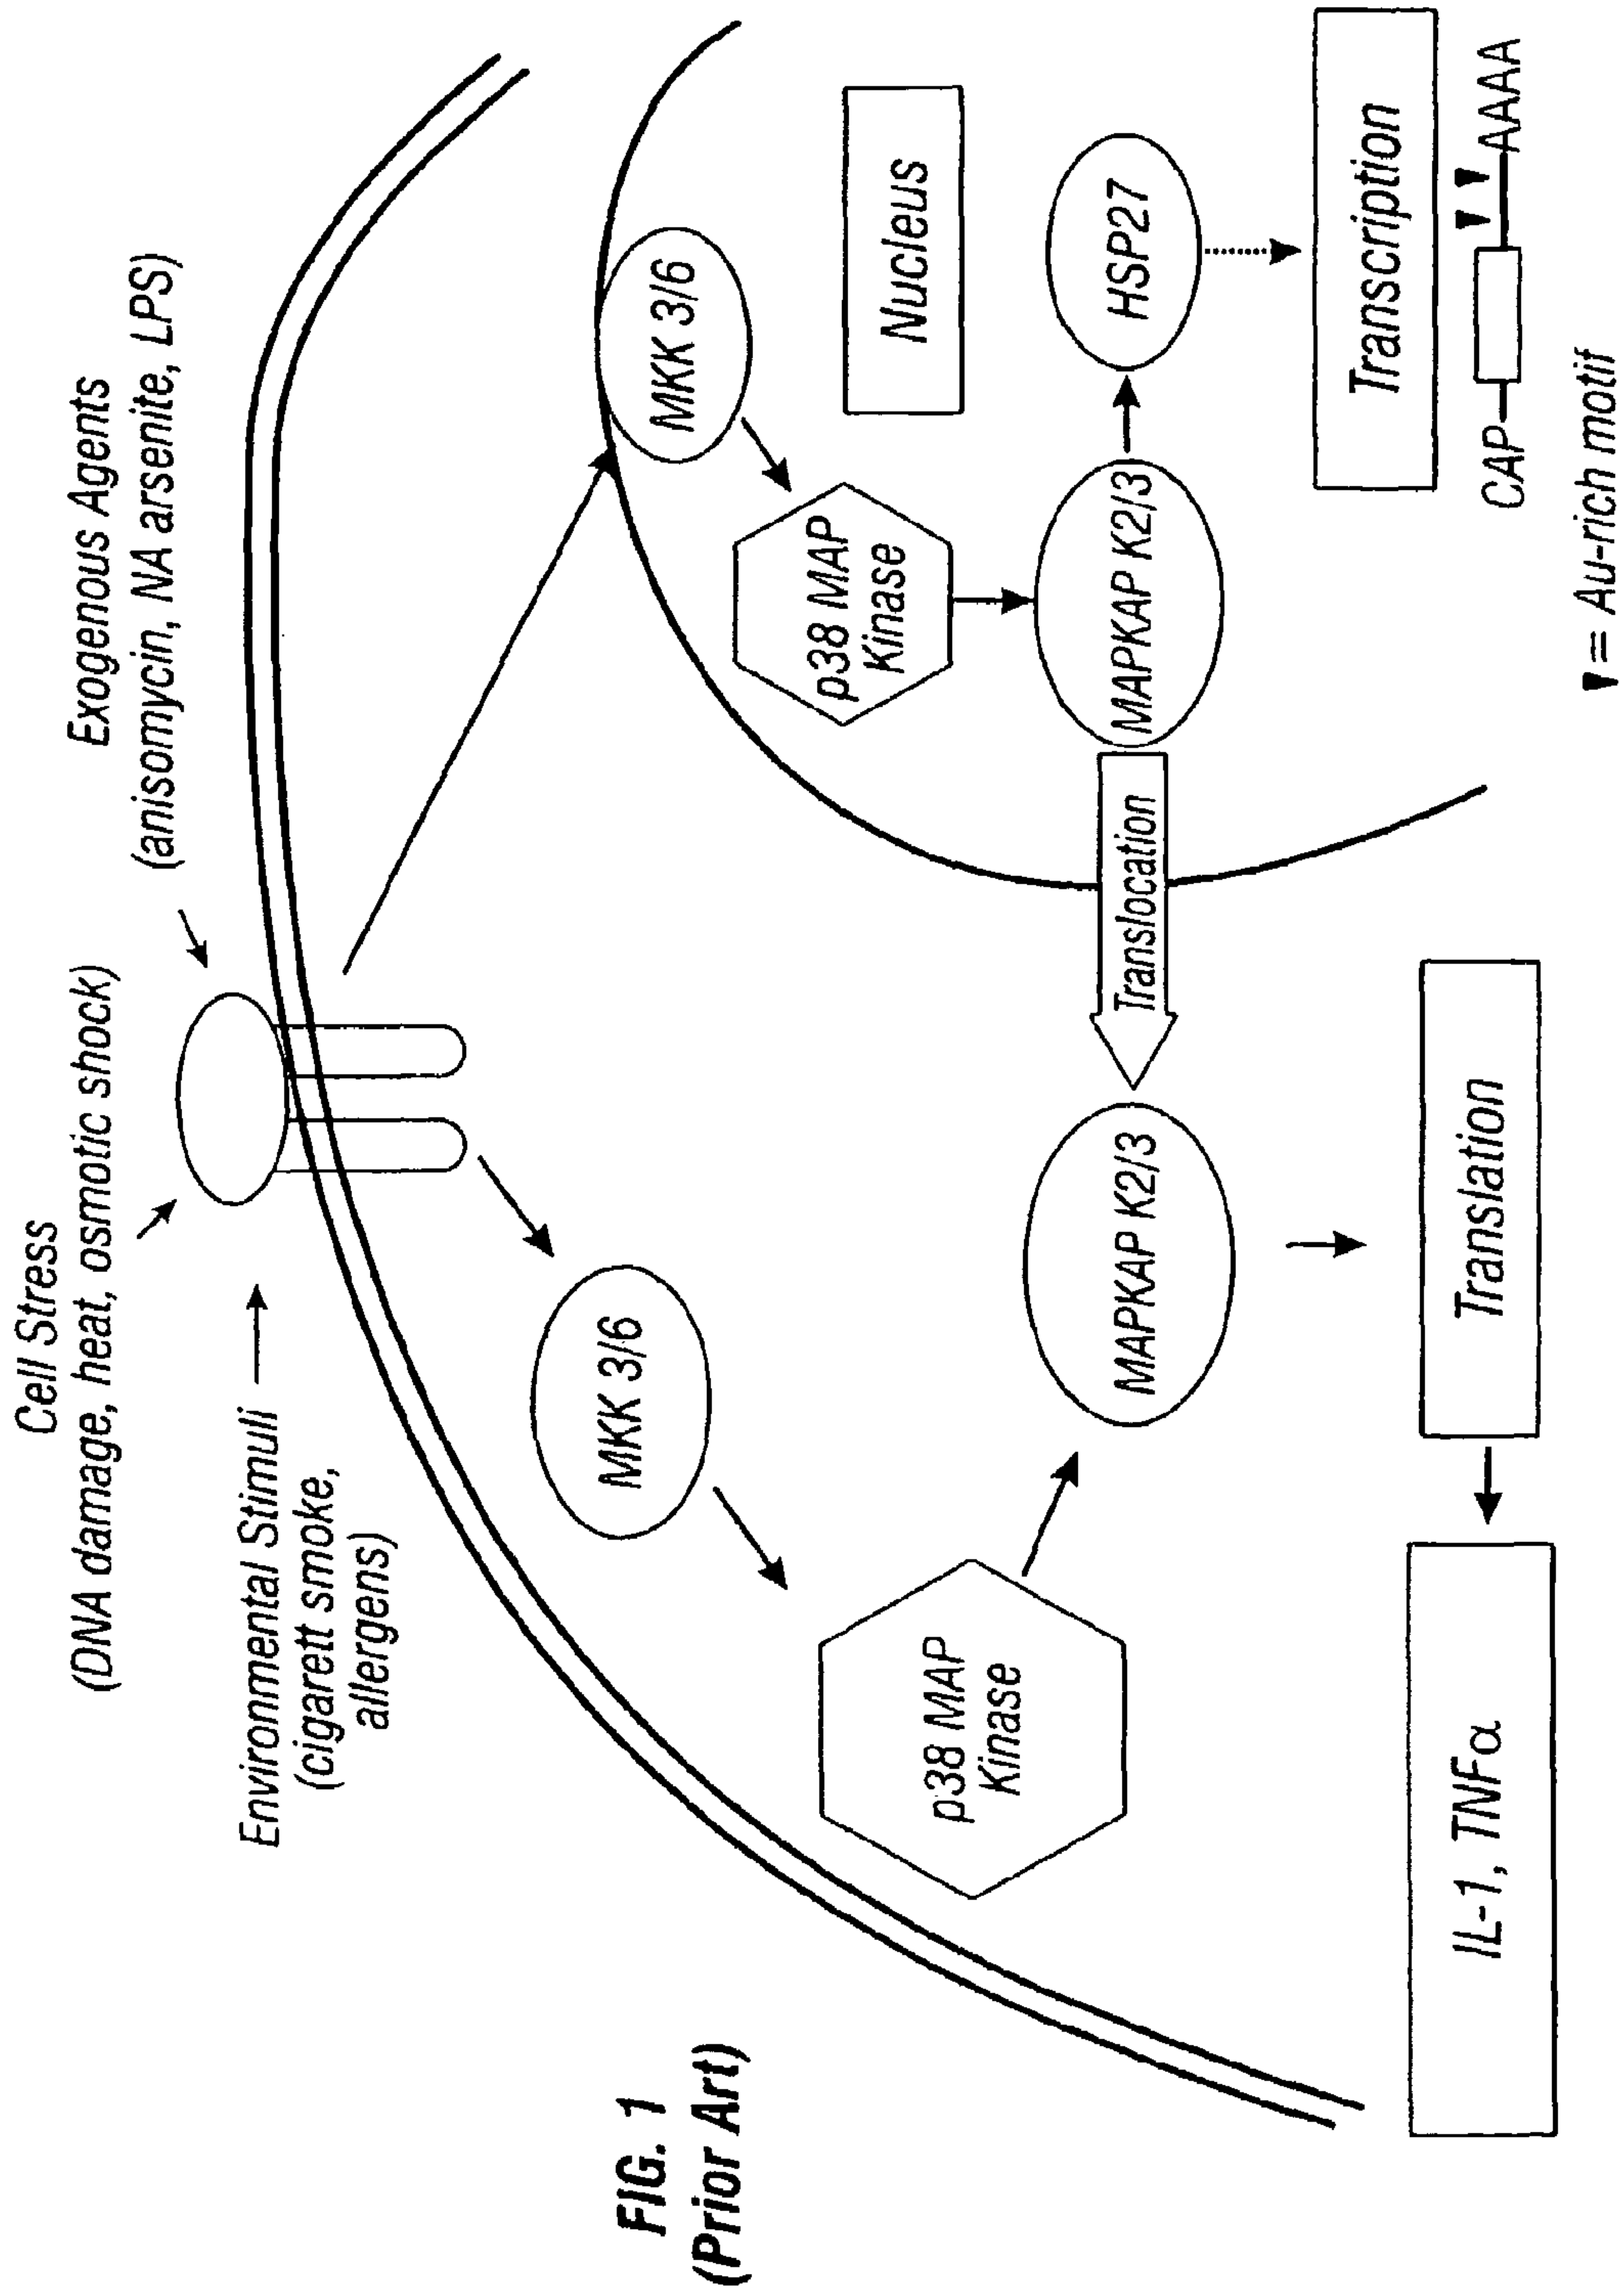 Cell Stress
(DNA damage, heat, osmotic shock)
Exogenous Agents
(anisomycin, NA arsenite, LPS)
Environmental Stimuli
(cigarett smoke,
allergens)
FIG. 1
(Prior Art)
MKK 3/6
MKK 3/6
p38 MAP
Kinase
p38 MAP
Kinase
Nucleus
MAPKAP K2/3
Translocation
MAPKAP K2/3
HSP27
IL-1, TNFα
Translation
Transcription
CAP
AAAA
= Au-rich motif